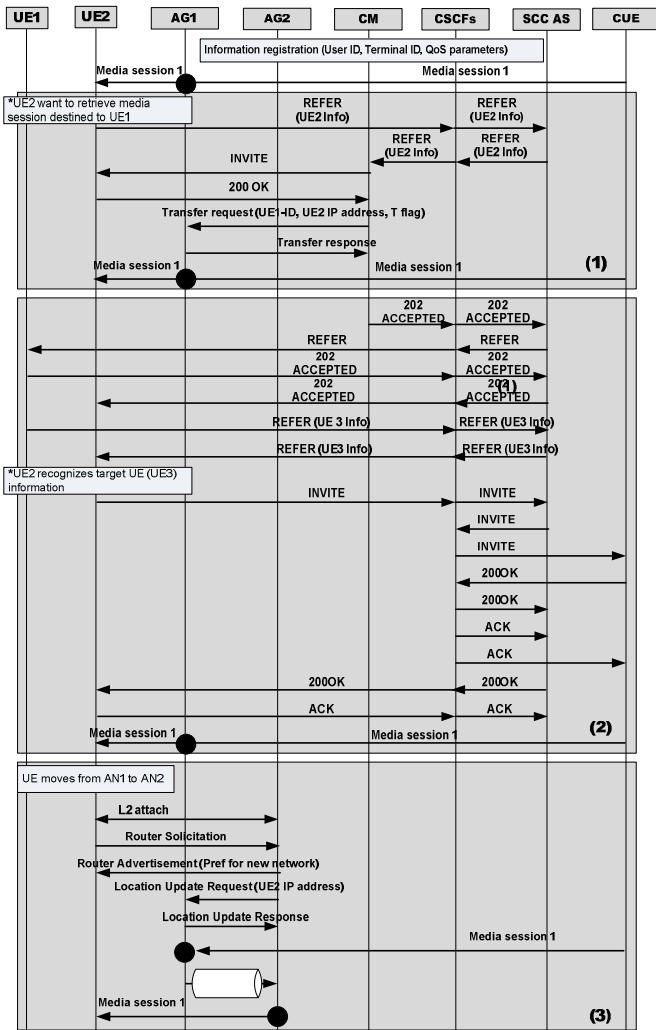 UE1 UE2 AG1 AG2 CM CSCFs SCC AS CUE
Information registration (User ID, Terminal ID, QoS parameters)
Media session 1 Media session 1
*UE2 want to retrieve media
session destined to UE1
REFER
(UE2 Info)
REFER
(UE2 Info)
REFER
(UE2 Info)
REFER
(UE2 Info)
INVITE
200 OK
Transfer request (UE1-ID, UE2 IP address, T flag)
Transfer response
Media session 1 Media session 1
(1)
202
ACCEPTED
202
ACCEPTED
REFER REFER
202
ACCEPTED
202
ACCEPTED
(1)
202
ACCEPTED
202
ACCEPTED
REFER (UE 3 Info) REFER (UE3 Info)
REFER (UE3 Info) REFER (UE3 Info)
*UE2 recognizes target UE (UE3)
information
INVITE INVITE
INVITE
INVITE
200OK
200OK
ACK
ACK
200OK 200OK
ACK ACK
(2)
Media session 1 Media session 1
UE moves from AN1 to AN2
L2 attach
Router Solicitation
Router Advertisement (Pref for new network)
Location Update Request (UE2 IP address)
Location Update Response
Media session 1
Media session 1
(3)